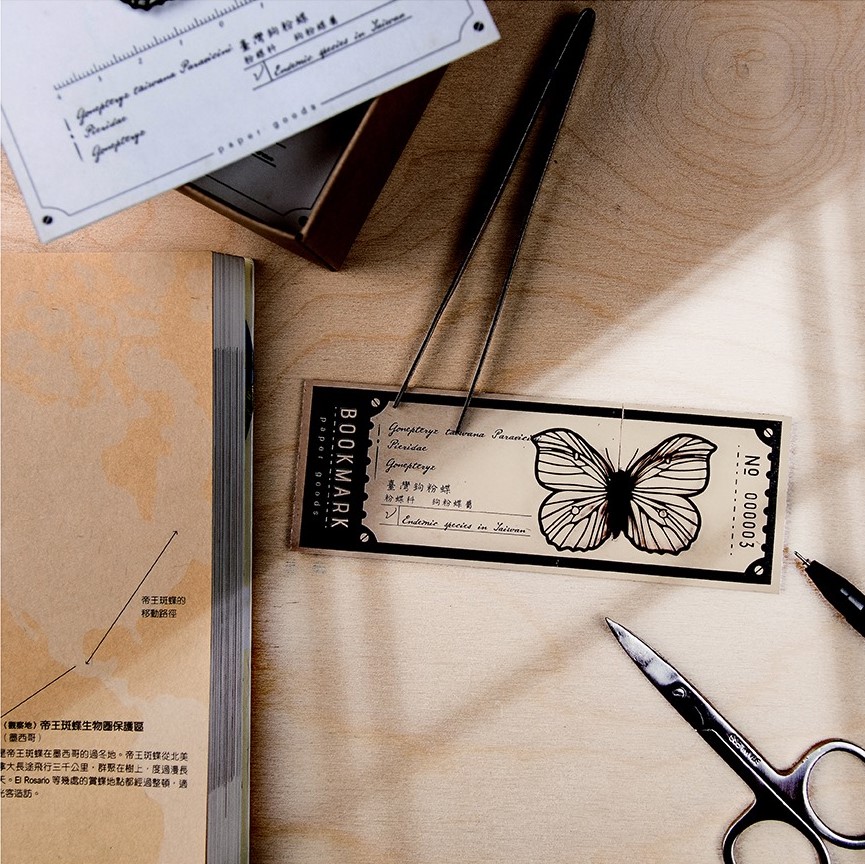 1 0 1
Gonepteryx taiwana Paravicini 臺灣鉤粉蝶
粉蝶科 鉤粉蝶屬
Pieridae
√ Endemic species in Taiwan
Gonepteryx
paper goods
BOOKMARK
paper goods
Gonepteryx taiwana Paravicini
Pieridae
Gonepteryx
臺灣鉤粉蝶
粉蝶科 鉤粉蝶屬
√ Endemic species in Taiwan
Nº 000003
帝王斑蝶的
移動路徑
(觀察地) 帝王斑蝶生物圈保護區
(墨西哥)
是帝王斑蝶在墨西哥的過冬地。帝王斑蝶從北美
拿大長途飛行三千公里,群聚在樹上,度過漫長
天。El Rosario 等幾處的賞蝶地點都經過整頓,適
光客造訪。